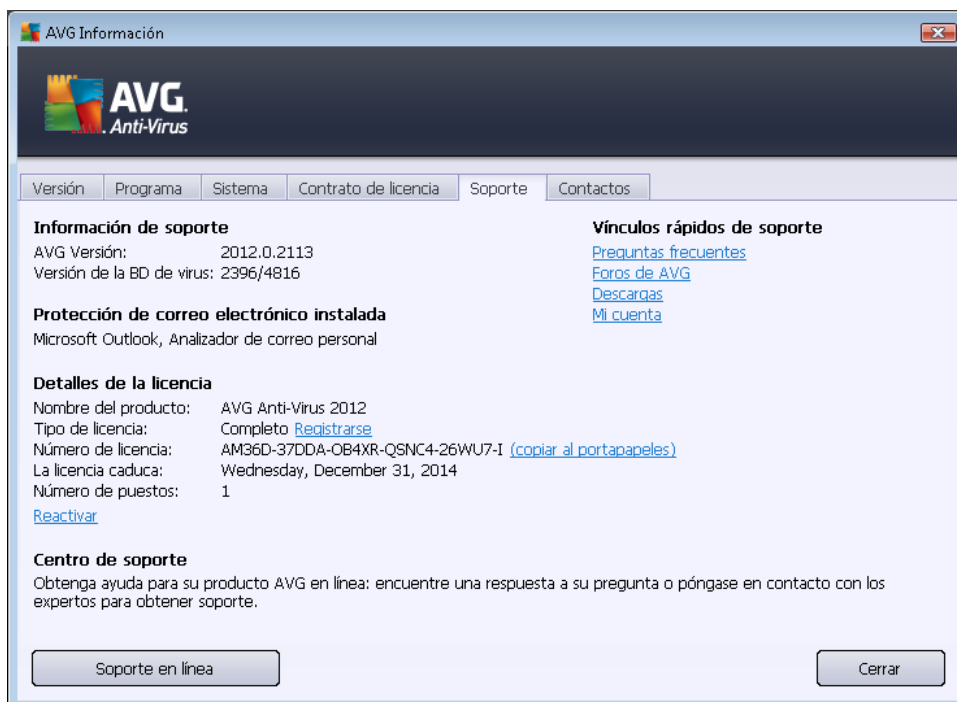 AVG Información
AVG.
Anti-Virus
Versión Programa Sistema Contrato de licencia Soporte Contactos
Información de soporte
AVG Versión: 2012.0.2113
Versión de la BD de virus: 2396/4816
Protección de correo electrónico instalada
Microsoft Outlook, Analizador de correo personal
Detalles de la licencia
Nombre del producto: AVG Anti-Virus 2012
Tipo de licencia: Completo Registrarse
Número de licencia: AM36D-37DDA-OB4XR-QSNC4-26WU7-I (copiar al portapapeles)
La licencia caduca: Wednesday, December 31, 2014
Número de puestos: 1
Reactivar
Centro de soporte
Obtenga ayuda para su producto AVG en línea: encuentre una respuesta a su pregunta o póngase en contacto con los
expertos para obtener soporte.
Vínculos rápidos de soporte
Preguntas frecuentes
Foros de AVG
Descargas
Mi cuenta
Soporte en línea
Cerrar